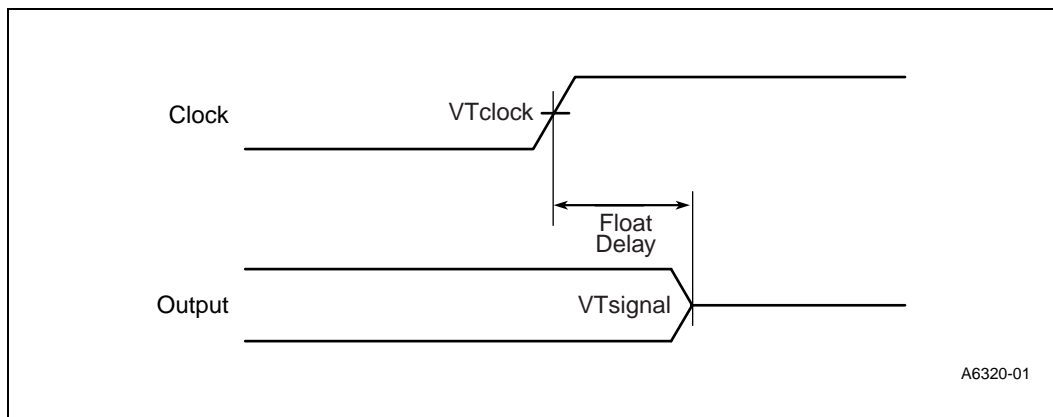 Clock
VTclock
Float
Delay
Output
VTsignal
A6320-01